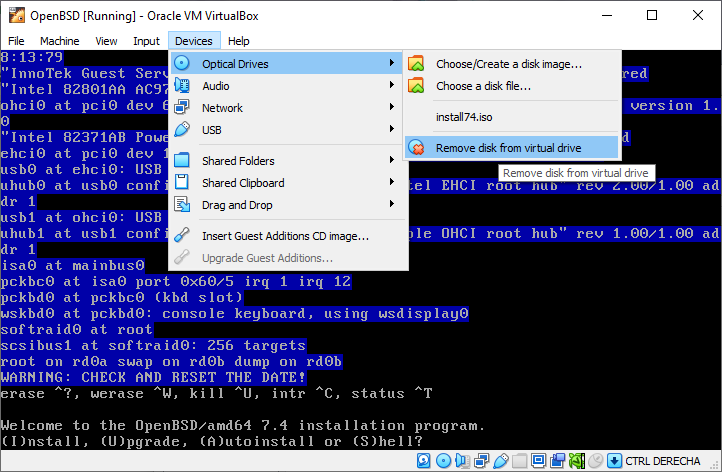 OpenBSD [Running] - Oracle VM VirtualBox
File Machine View Input Devices Help
8:13:79
"InnoTek Guest Serv red
"Intel 82801AA AC97
ohci0 at pci0 dev 6 version 1.
0
"Intel 82371AB Powe d
ehci0 at pci0 dev 1
usb0 at ehci0: USB
uhub0 at usb0 confi tel EHCI root hub" rev 2.00/1.00 ad
dr 1
usb1 at ohci0: USB
uhub1 at usb1 confi ple OHCI root hub" rev 1.00/1.00 ad
dr 1
isa0 at mainbus0
pckbc0 at isa0 port 0x60/5 irq 1 irq 12
pckbd0 at pckbc0 (kbd slot)
wskbd0 at pckbd0: console keyboard, using wsdisplay0
softraid0 at root
scsibus1 at softraid0: 256 targets
root on rd0a swap on rd0b dump on rd0b
WARNING: CHECK AND RESET THE DATE!
erase ^?, werase ^W, kill ^U, intr ^C, status ^T
Welcome to the OpenBSD/amd64 7.4 installation program.
(I)nstall, (U)pgrade, (A)utoinstall or (S)hell?
Optical Drives
Audio
Network
USB
Shared Folders
Shared Clipboard
Drag and Drop
Insert Guest Additions CD image...
Upgrade Guest Additions...
Choose/Create a disk image...
Choose a disk file...
install74.iso
Remove disk from virtual drive
Remove disk from virtual drive
CTRL DERECHA